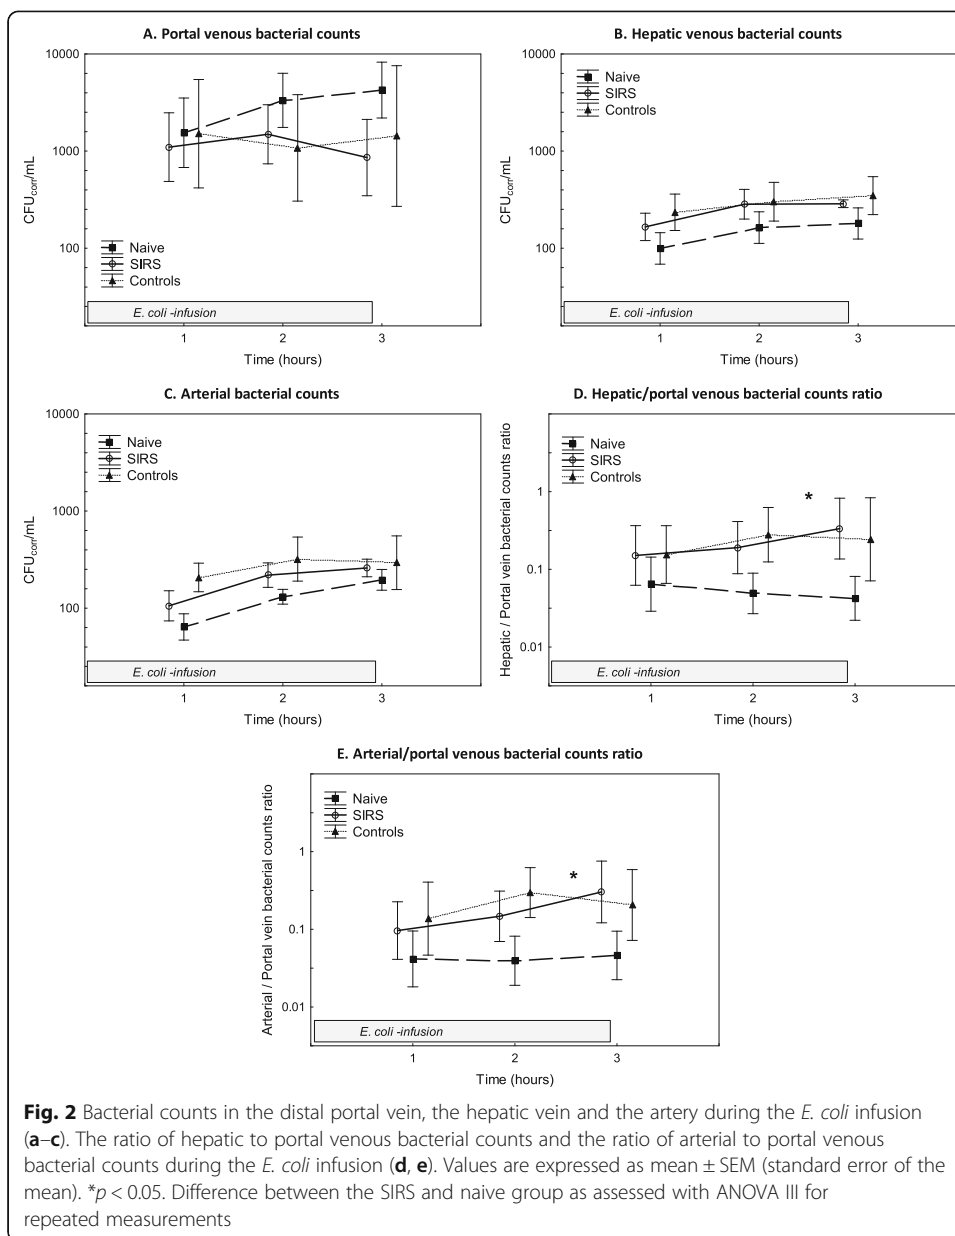 A. Portal venous bacterial counts
10000
1000
100
CFUcorr/mL
Naive
SIRS
Controls
E. coli -infusion
1 2 3
Time (hours)
B. Hepatic venous bacterial counts
10000
1000
100
CFUcorr/mL
Naive
SIRS
Controls
E. coli -infusion
1 2 3
Time (hours)
C. Arterial bacterial counts
10000
1000
100
CFUcorr/mL
Naive
SIRS
Controls
E. coli -infusion
1 2 3
Time (hours)
D. Hepatic/portal venous bacterial counts ratio
1
0.1
0.01
Hepatic / Portal vein bacterial counts ratio
Naive
SIRS
Controls
*
E. coli -infusion
1 2 3
Time (hours)
E. Arterial/portal venous bacterial counts ratio
1
0.1
0.01
Arterial / Portal vein bacterial counts ratio
Naive
SIRS
Controls
*
E. coli -infusion
1 2 3
Time (hours)
Fig. 2 Bacterial counts in the distal portal vein, the hepatic vein and the artery during the E. coli infusion
(a–c). The ratio of hepatic to portal venous bacterial counts and the ratio of arterial to portal venous
bacterial counts during the E. coli infusion (d, e). Values are expressed as mean ± SEM (standard error of the
mean). *p < 0.05. Difference between the SIRS and naive group as assessed with ANOVA III for
repeated measurements